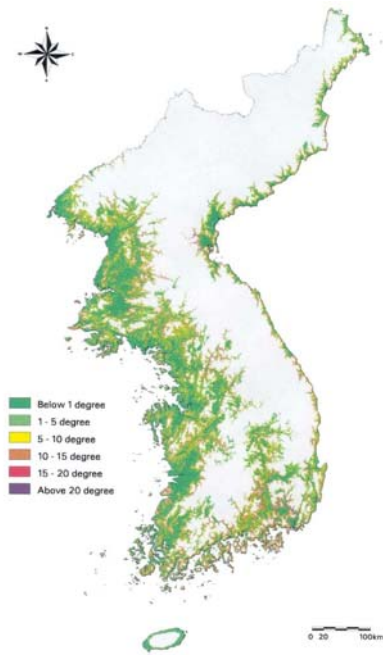 Below 1 degree
1 - 5 degree
5 - 10 degree
10 - 15 degree
15 - 20 degree
Above 20 degree
0 20 100km